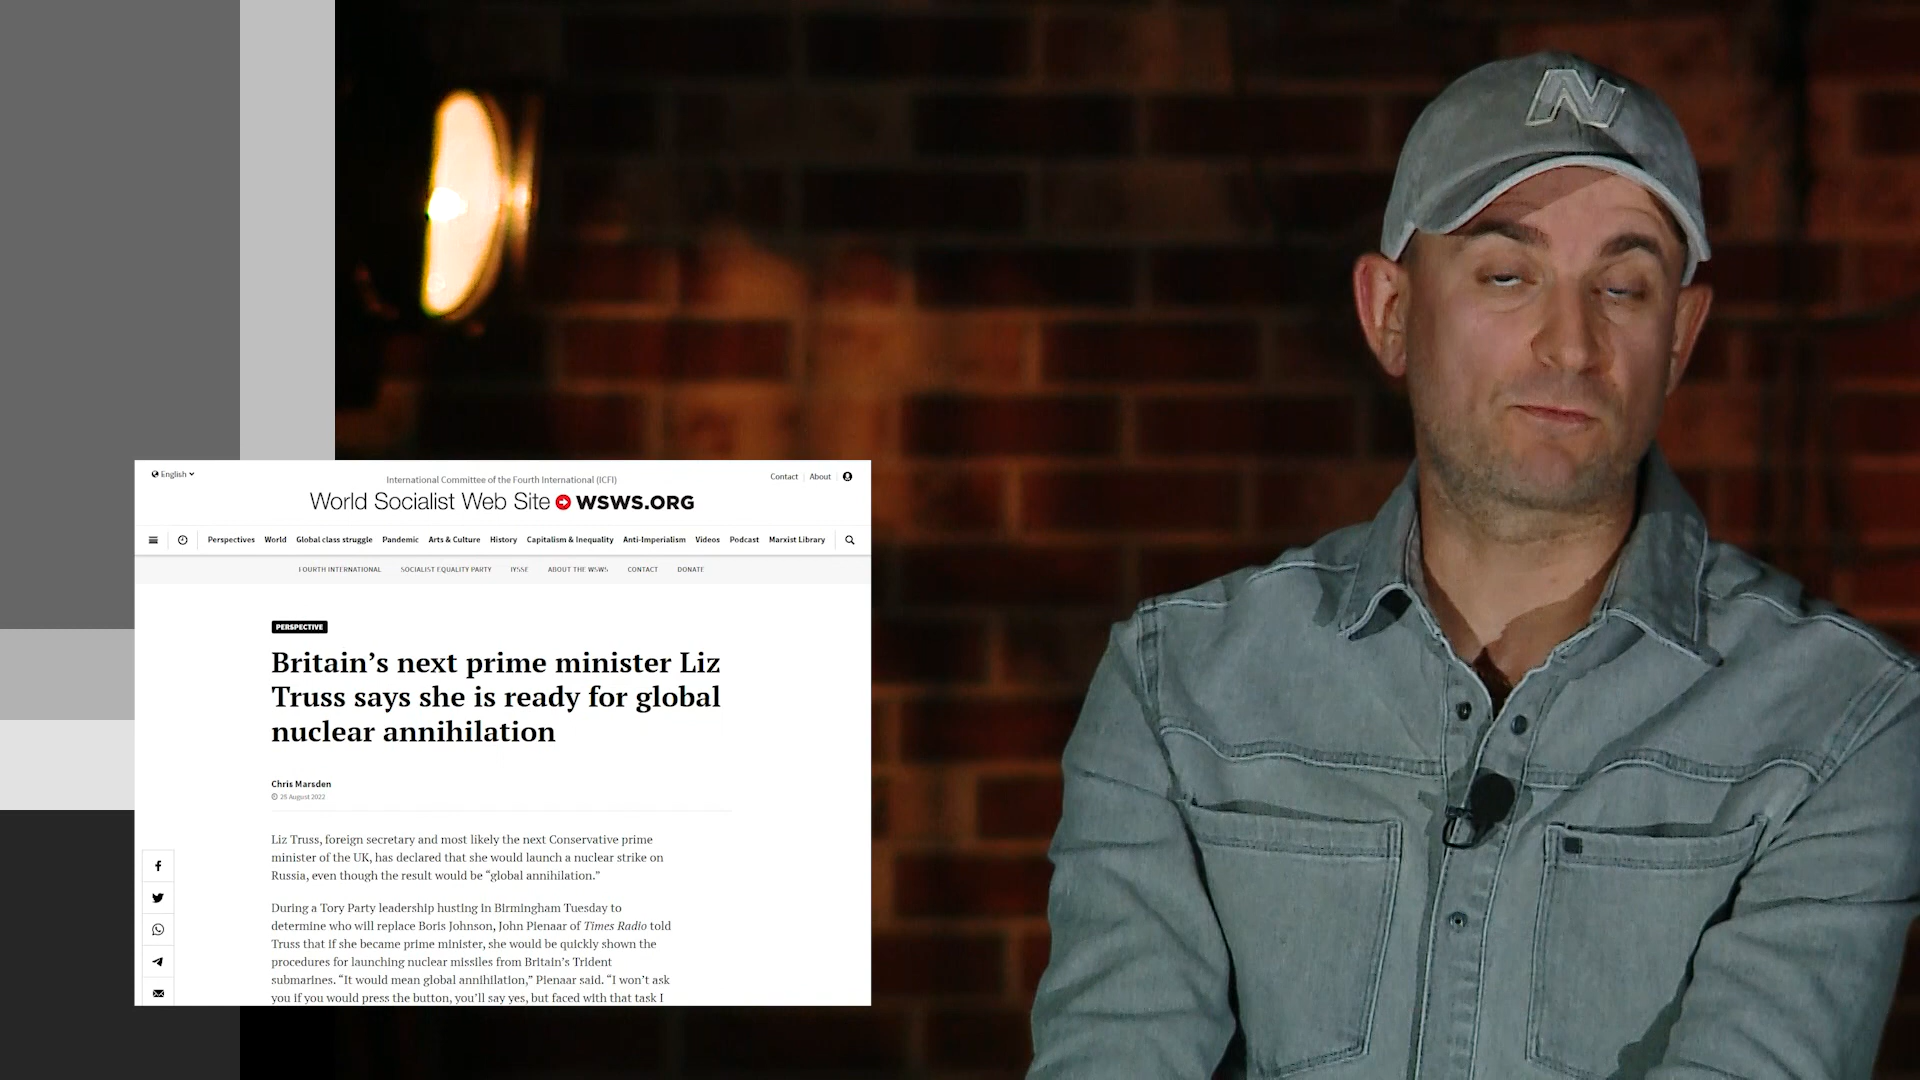 N
English
Contact
About
International Committee of the Fourth International (ICFI)
World Socialist Web Site WSWS.ORG
Perspectives World Global class struggle Pandemic Arts & Culture History Capitalism & Inequality Anti-Imperialism Videos Podcast Marxist Library
FOURTH INTERNATIONAL SOCIALIST EQUALITY PARTY IYSSE ABOUT THE WSWS CONTACT DONATE
PERSPECTIVE
Britain’s next prime minister Liz
Truss says she is ready for global
nuclear annihilation
Chris Marsden
25 August 2022
Liz Truss, foreign secretary and most likely the next Conservative prime
minister of the UK, has declared that she would launch a nuclear strike on
Russia, even though the result would be “global annihilation.”
During a Tory Party leadership husting in Birmingham Tuesday to
determine who will replace Boris Johnson, John Pienaar of Times Radio told
Truss that if she became prime minister, she would be quickly shown the
procedures for launching nuclear missiles from Britain’s Trident
submarines. “It would mean global annihilation,” Pienaar said. “I won’t ask
you if you would press the button, you’ll say yes, but faced with that task I